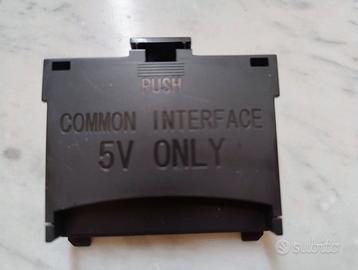 PUSH
COMMON INTERFACE
5V ONLY
subito